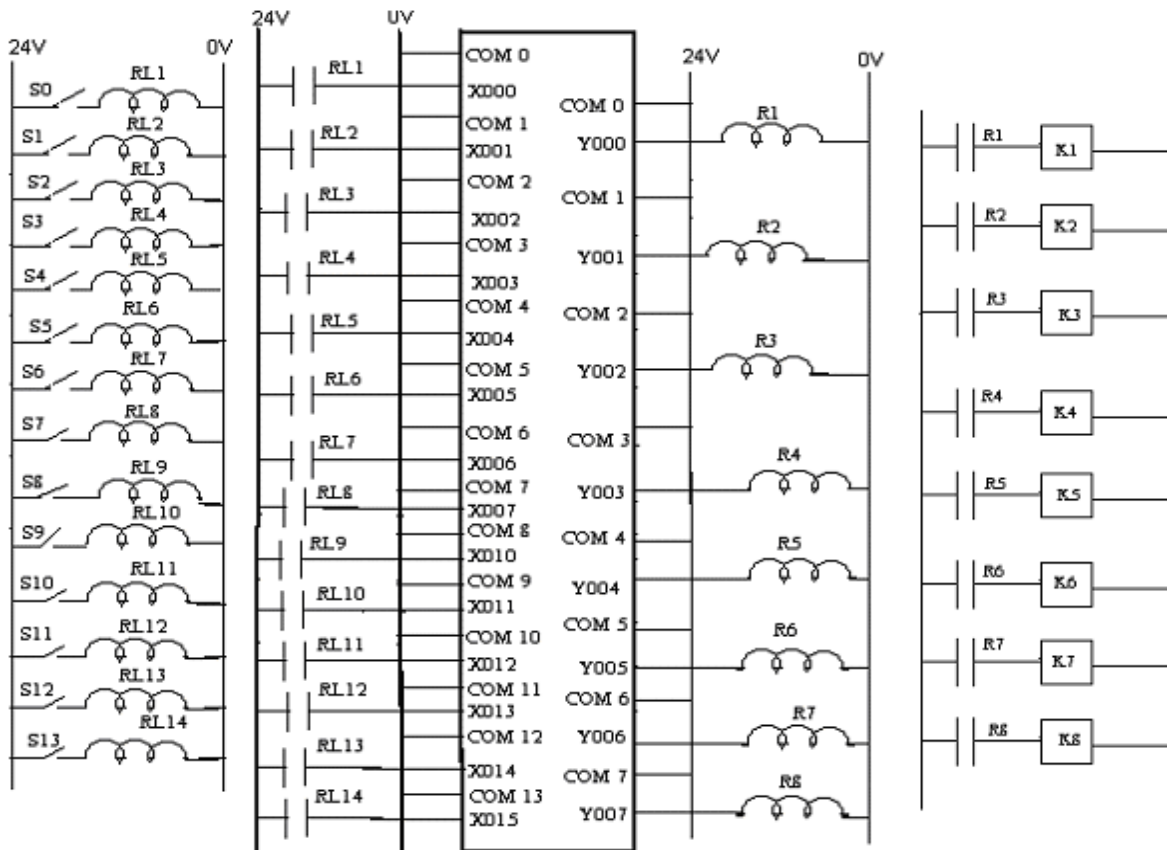 24V
0V
S0
RL1
S1
RL2
S2
RL3
S3
RL4
S4
RL5
S5
RL6
S6
RL7
S7
RL8
S8
RL9
S9
RL10
S10
RL11
S11
RL12
S12
RL13
S13
RL14
24V
0V
RL1
RL2
RL3
RL4
RL5
RL6
RL7
RL8
RL9
RL10
RL11
RL12
RL13
RL14
COM 0
X000
COM 1
X001
COM 2
X002
COM 3
X003
COM 4
X004
COM 5
X005
COM 6
X006
COM 7
X007
COM 8
X010
COM 9
X011
COM 10
X012
COM 11
X013
COM 12
X014
COM 13
X015
COM 0
Y000
COM 1
Y001
COM 2
Y002
COM 3
Y003
COM 4
Y004
COM 5
Y005
COM 6
Y006
COM 7
Y007
24V
0V
R1
R2
R3
R4
R5
R6
R7
R8
R1 K1
R2 K2
R3 K3
R4 K4
R5 K5
R6 K6
R7 K7
R8 K8